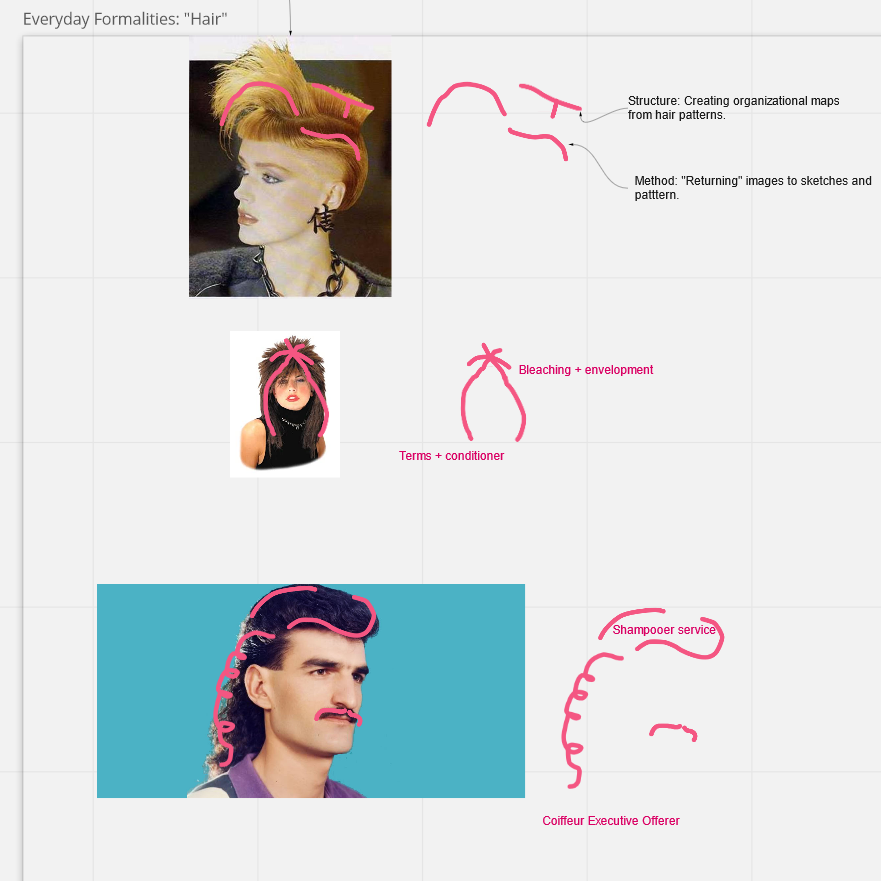 Everyday Formalities: "Hair"
Structure: Creating organizational maps
from hair patterns.
Method: "Returning" images to sketches and
patttern.
信
Bleaching + envelopment
Terms + conditioner
Shampooer service
Coiffeur Executive Offerer